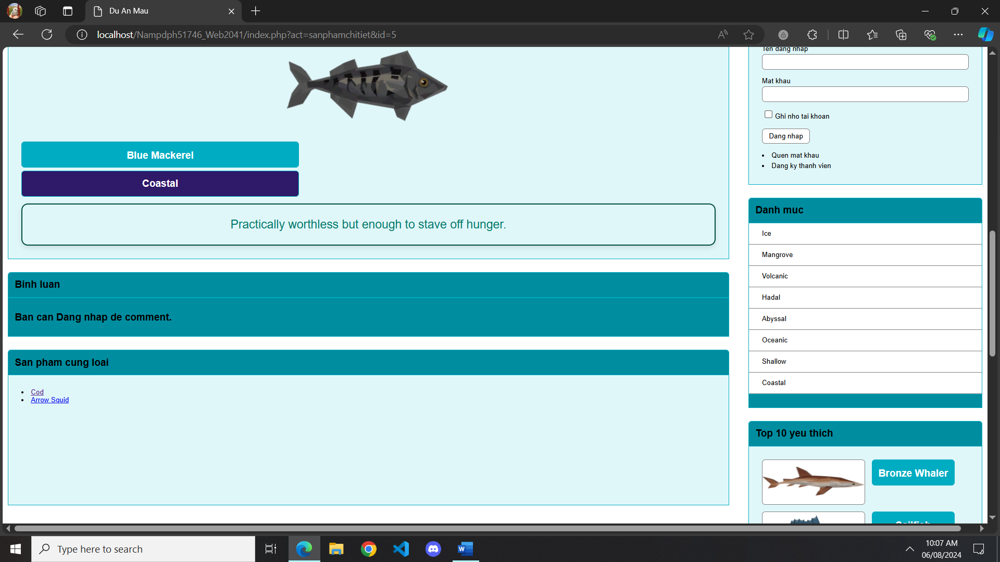 Du An Mau
localhost/Nampdph51746_Web2041/index.php?act=sanphamchitiet&id=5
Blue Mackerel
Coastal
Practically worthless but enough to stave off hunger.
Binh luan
Ban can Dang nhap de comment.
San pham cung loai
Cod
Arrow Squid
Ten dang nhap
Mat khau
Ghi nho tai khoan
Dang nhap
Quen mat khau
Dang ky thanh vien
Danh muc
Ice
Mangrove
Volcanic
Hadal
Abyssal
Oceanic
Shallow
Coastal
Top 10 yeu thich
Bronze Whaler
Sailfish
Type here to search
10:07 AM
06/08/2024